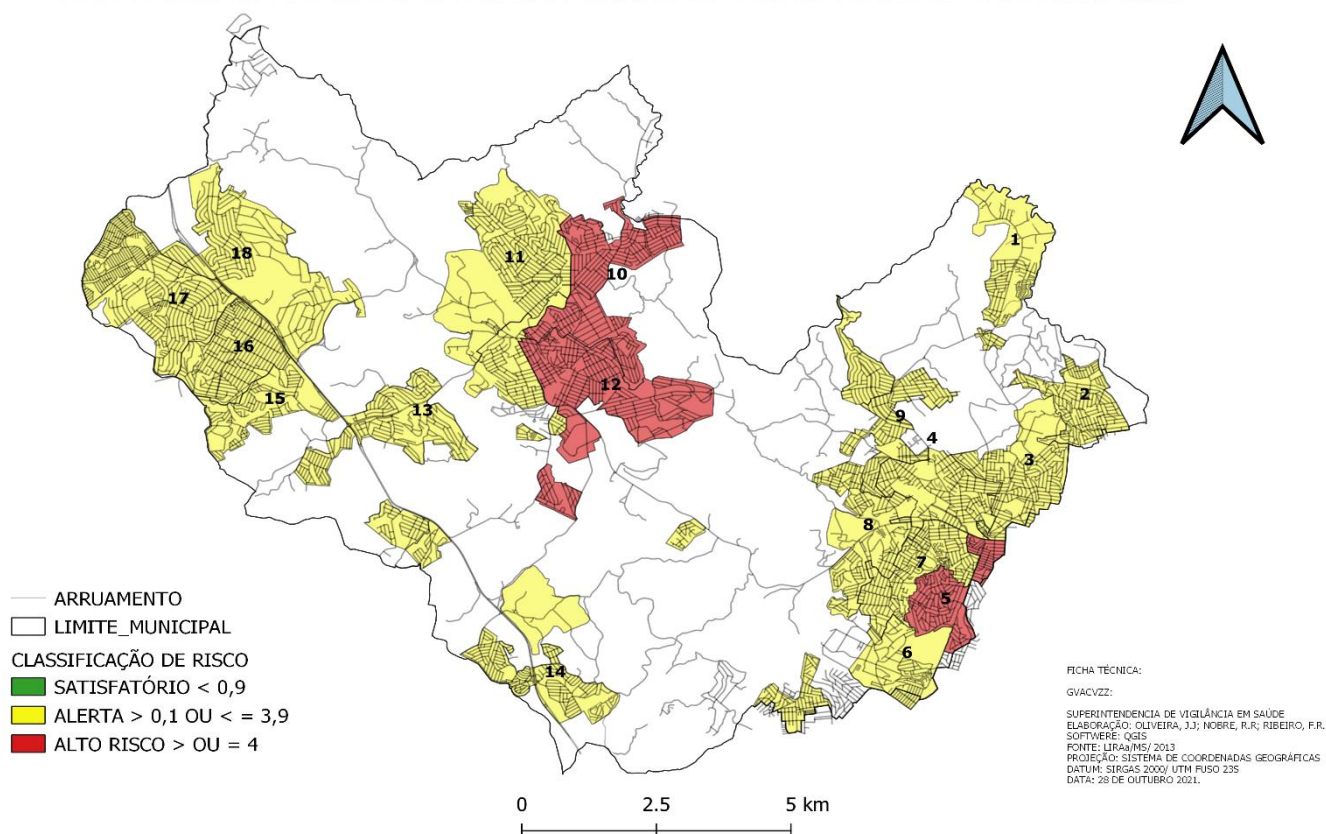 1
18
11
10
17
16
12
2
15
13
9
4
3
8
7
5
6
14
ARRUAMENTO
LIMITE_MUNICIPAL
CLASSIFICAÇÃO DE RISCO
SATISFATÓRIO < 0,9
ALERTA > 0,1 OU < = 3,9
ALTO RISCO > OU = 4
FICHA TÉCNICA:
GVACVZZ:
SUPERINTENDENCIA DE VIGILÂNCIA EM SAÚDE
ELABORAÇÃO: OLIVEIRA, J.J; NOBRE, R.R; RIBEIRO, F.R.
SOFTWERE: QGIS
FONTE: LIRAa/MS/ 2013
PROJEÇÃO: SISTEMA DE COORDENADAS GEOGRÁFICAS
DATUM: SIRGAS 2000/ UTM FUSO 23S
DATA: 28 DE OUTUBRO 2021.
0 2.5 5 km